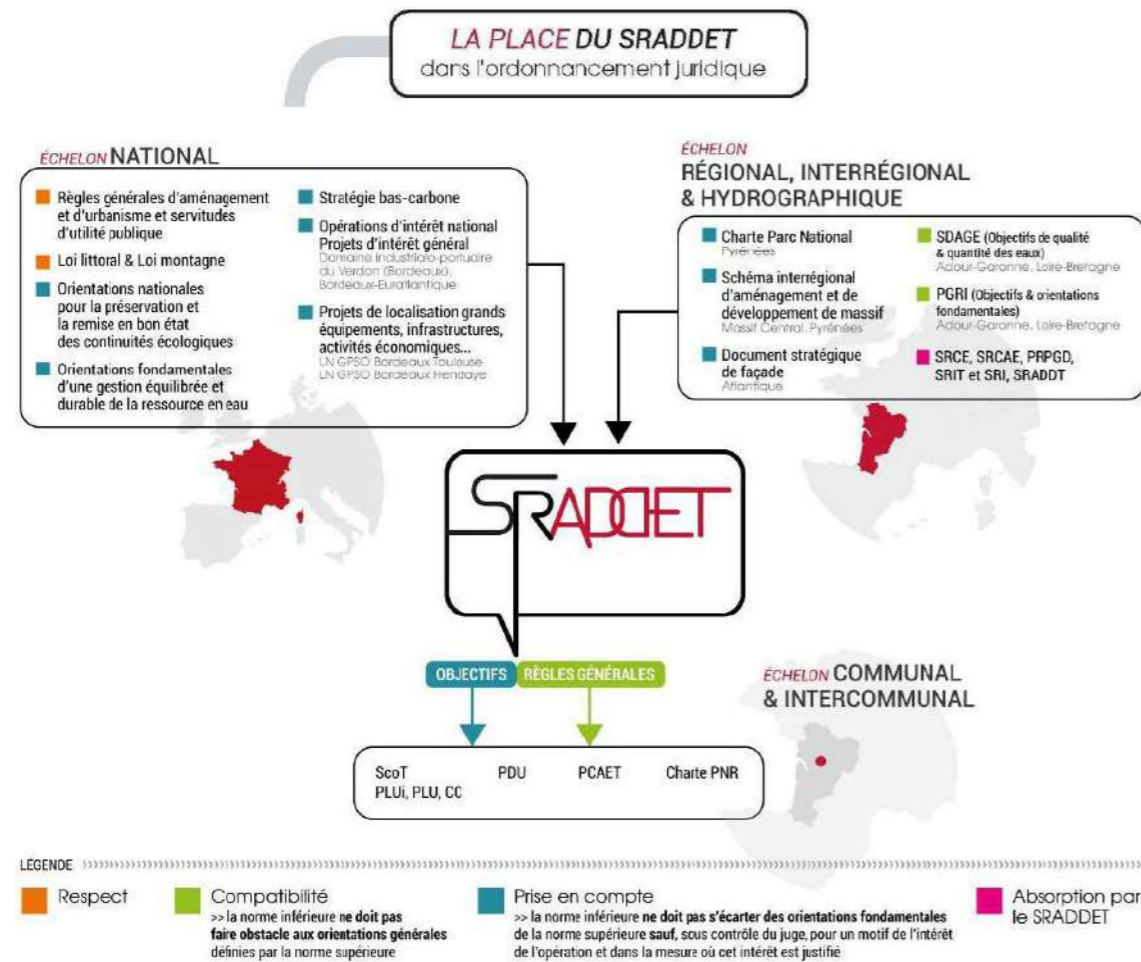 LA PLACE DU SRADDET
dans l'ordonnancement juridique
ÉCHELON NATIONAL
Règles générales d'aménagement
et d'urbanisme et servitudes
d'utilité publique
Loi littoral & Loi montagne
Orientations nationales
pour la préservation et
la remise en bon état
des continuités écologiques
Orientations fondamentales
d'une gestion équilibrée et
durable de la ressource en eau
Stratégie bas-carbone
Opérations d'intérêt national
Projets d'intérêt général
Domaine industrialo-portuaire
du Verdon (Bordeaux),
Bordeaux-Euratlantique
Projets de localisation grands
équipements, infrastructures,
activités économiques...
LN GPSO Bordeaux Toulouse
LN GPSO Bordeaux Hendaye
ÉCHELON
RÉGIONAL, INTERRÉGIONAL
& HYDROGRAPHIQUE
Charte Parc National
Pyrénées
Schéma interrégional
d'aménagement et de
développement de massif
Massif Central, Pyrénées
Document stratégique
de façade
Atlantique
SDAGE (Objectifs de qualité
& quantité des eaux)
Adour-Garonne, Loire-Bretagne
PGRI (Objectifs & orientations
fondamentales)
Adour-Garonne, Loire-Bretagne
SRCE, SRCAE, PRPGD,
SRIT et SRI, SRADDT
SRADDET
OBJECTIFS RÈGLES GÉNÉRALES
ÉCHELON COMMUNAL
& INTERCOMMUNAL
ScoT PDU PCAET Charte PNR
PLUi, PLU, CC
LÉGENDE
Respect
Compatibilité
>> la norme inférieure ne doit pas
faire obstacle aux orientations générales
définies par la norme supérieure
Prise en compte
>> la norme inférieure ne doit pas s'écarter des orientations fondamentales
de la norme supérieure sauf, sous contrôle du juge, pour un motif de l'intérêt
de l'opération et dans la mesure où cet intérêt est justifié
Absorption par
le SRADDET